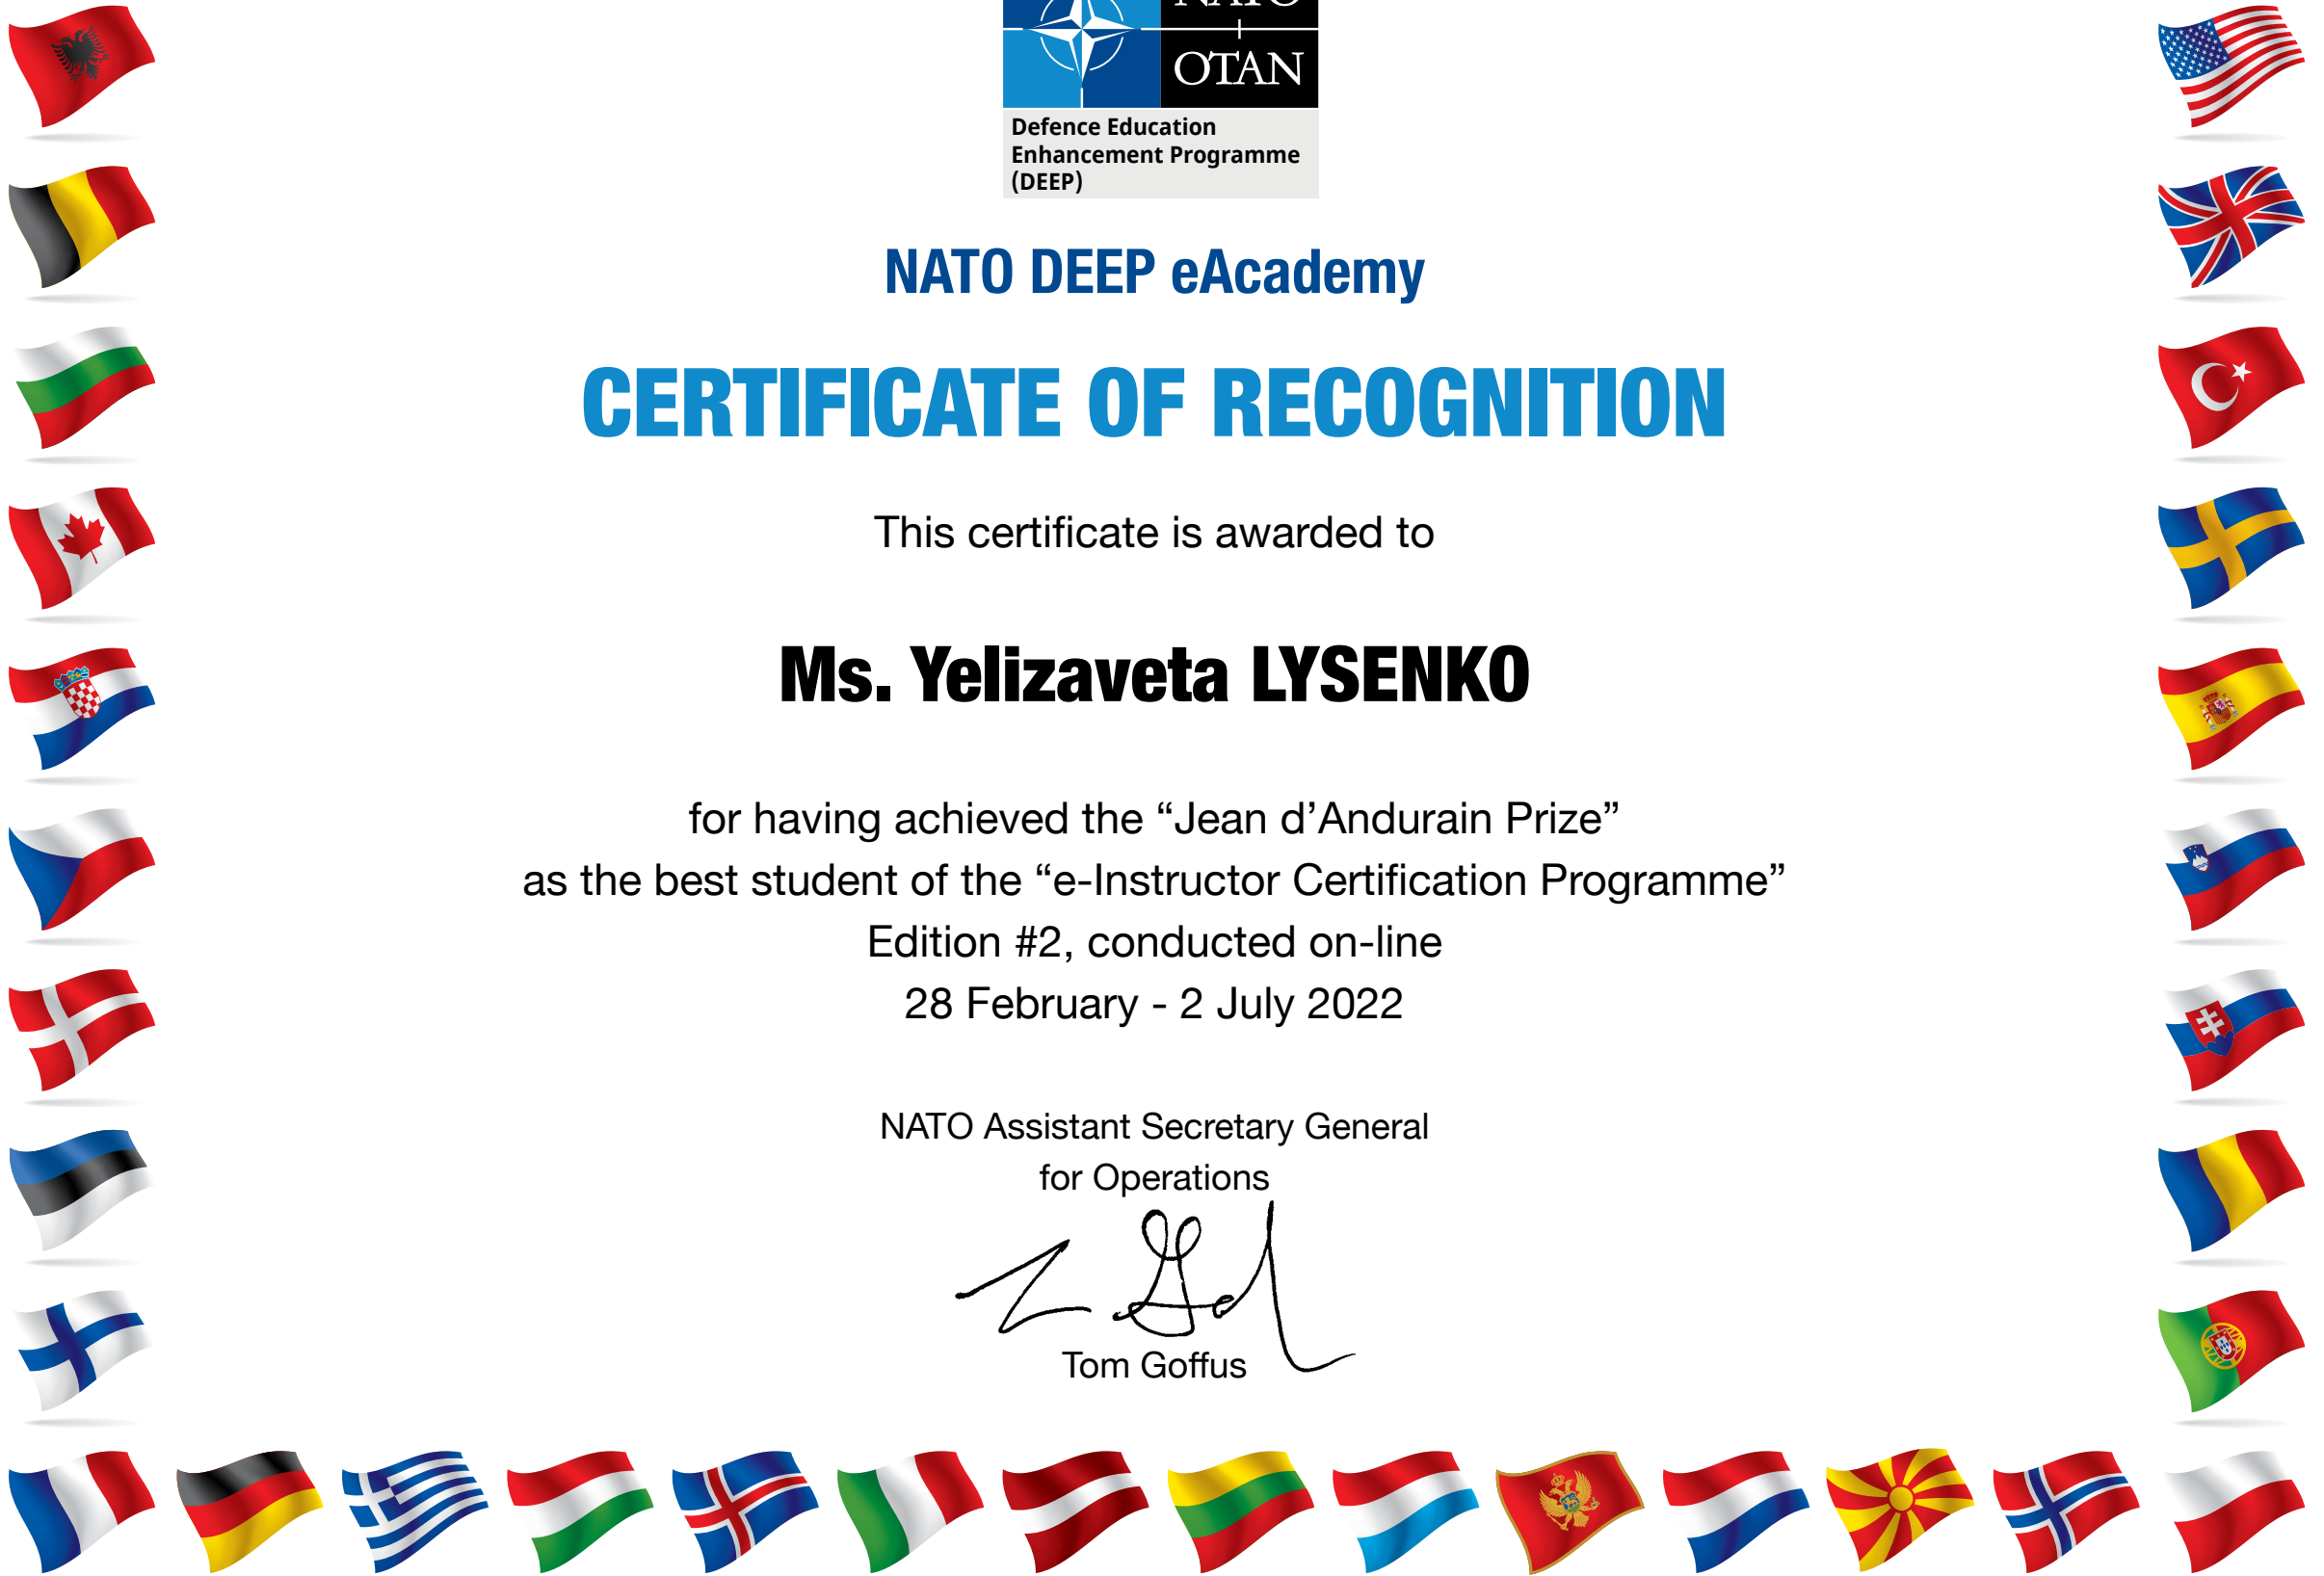 NATO
OTAN
Defence Education
Enhancement Programme
(DEEP)
NATO DEEP eAcademy
CERTIFICATE OF RECOGNITION
This certificate is awarded to
Ms. Yelizaveta LYSENKO
for having achieved the “Jean d’Andurain Prize”
as the best student of the “e-Instructor Certification Programme”
Edition #2, conducted on-line
28 February - 2 July 2022
NATO Assistant Secretary General
for Operations
Tom Goffus